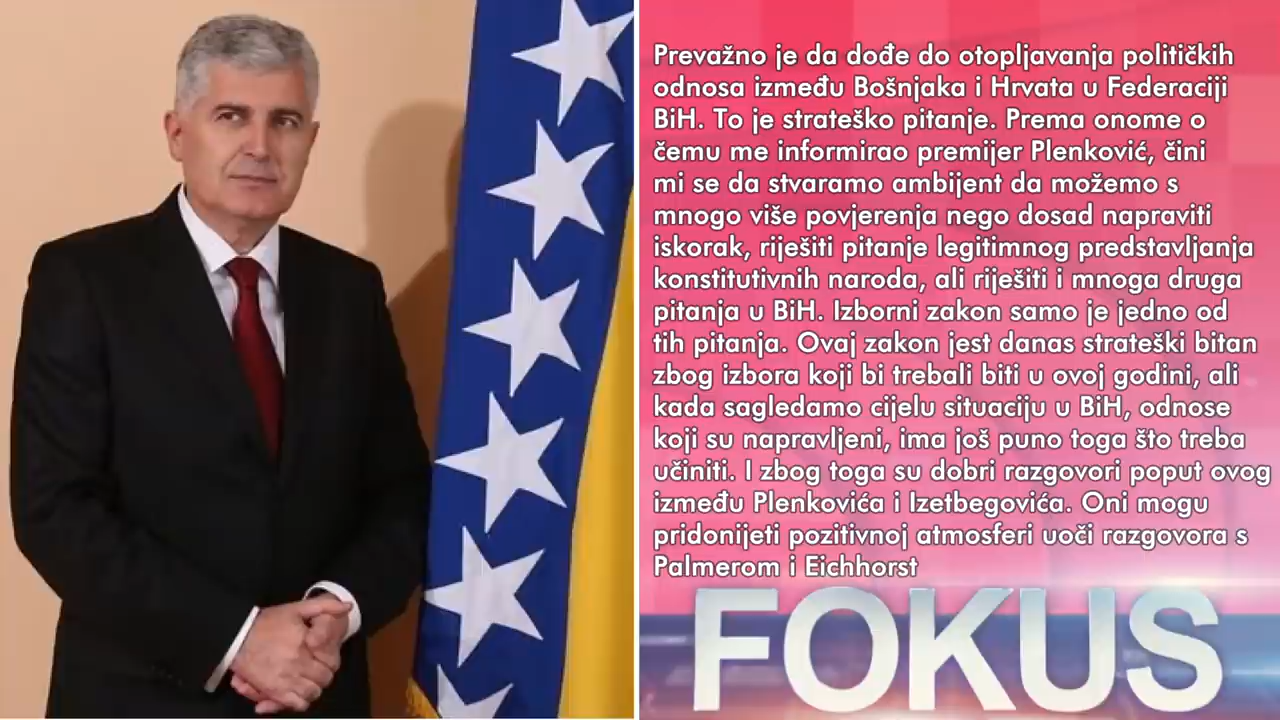 Prevažno je da dođe do otopljavanja političkih
odnosa između Bošnjaka i Hrvata u Federaciji
BiH. To je strateško pitanje. Prema onome o
čemu me informirao premijer Plenković, čini
mi se da stvaramo ambijent da možemo s
mnogo više povjerenja nego dosad napraviti
iskorak, riješiti pitanje legitimnog predstavljanja
konstitutivnih naroda, ali riješiti i mnoga druga
pitanja u BiH. Izborni zakon samo je jedno od
tih pitanja. Ovaj zakon jest danas strateški bitan
zbog izbora koji bi trebali biti u ovoj godini, ali
kada sagledamo cijelu situaciju u BiH, odnose
koji su napravljeni, ima još puno toga što treba
učiniti. I zbog toga su dobri razgovori poput ovog
između Plenkovića i Izetbegovića. Oni mogu
pridonijeti pozitivnoj atmosferi uoči razgovora s
Palmerom i Eichhorst
FOKUS